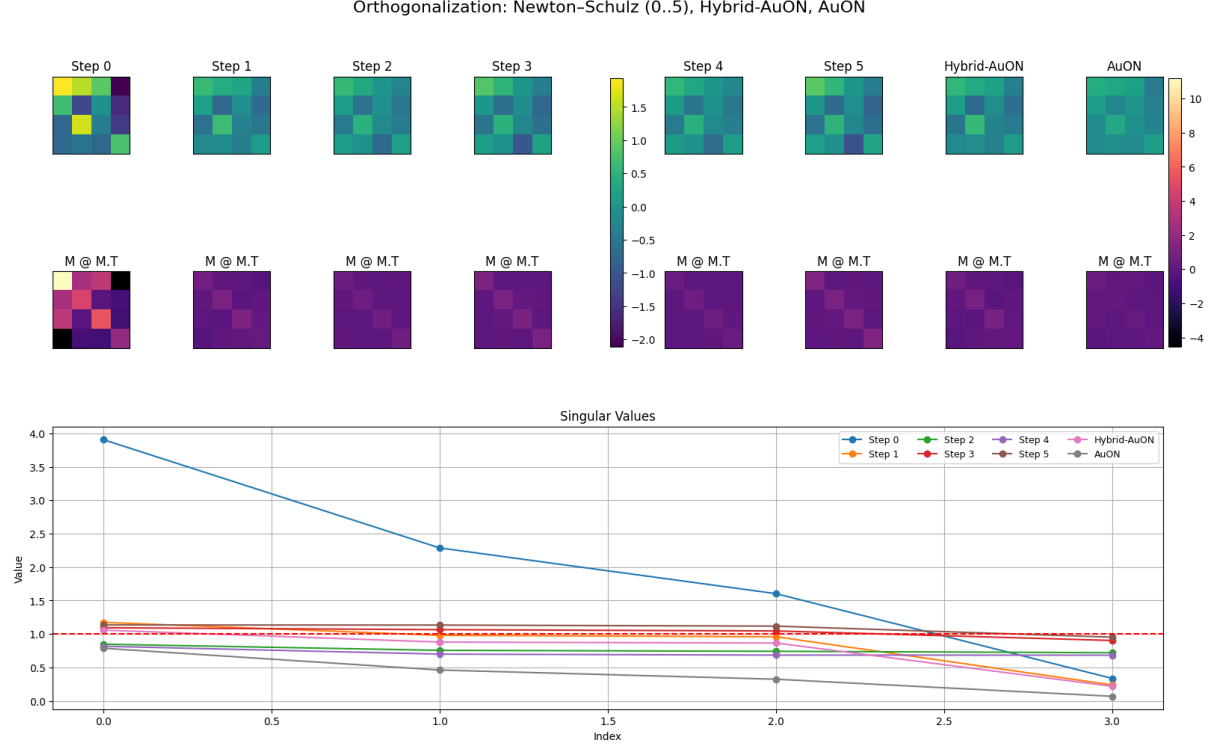 Orthogonalization: Newton–Schulz (0..5), Hybrid-AuON, AuON
Step 0 Step 1 Step 2 Step 3 Step 4 Step 5 Hybrid-AuON AuON
1.5
1.0
0.5
0.0
−0.5
−1.0
−1.5
−2.0
10
8
6
4
2
0
−2
−4
M @ M.T M @ M.T M @ M.T M @ M.T M @ M.T M @ M.T M @ M.T M @ M.T
Singular Values
Step 0 Step 2 Step 4 Hybrid-AuON
Step 1 Step 3 Step 5 AuON
Value
4.0
3.5
3.0
2.5
2.0
1.5
1.0
0.5
0.0
0.0 0.5 1.0 1.5 2.0 2.5 3.0
Index